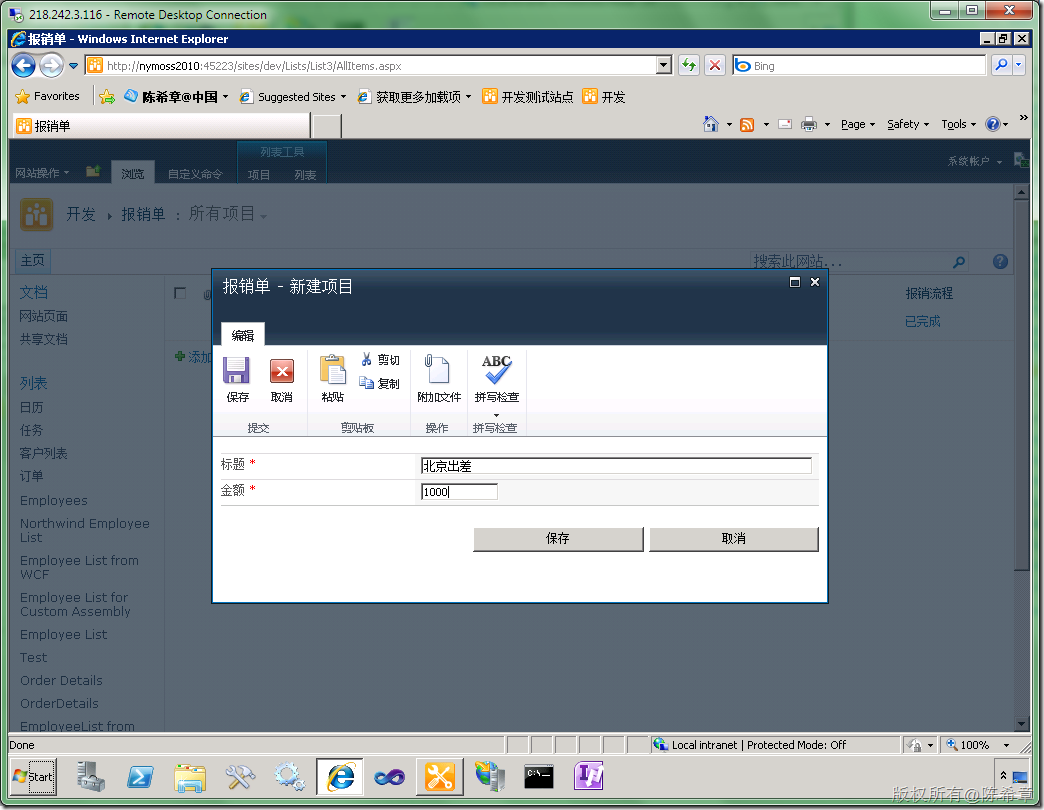 218.242.3.116 - Remote Desktop Connection
报销单 - Windows Internet Explorer
http://nymoss2010:45223/sites/dev/Lists/List3/AllItems.aspx
Bing
Favorites
陈希章@中国
Suggested Sites
获取更多加载项
开发测试站点
开发
报销单
Page
Safety
Tools
列表工具
网站操作
浏览
自定义命令
项目
列表
系统帐户
开发
报销单
:
所有项目
主页
搜索此网站...
文档
网站页面
共享文档
列表
日历
任务
客户列表
订单
Employees
Northwind Employee
List
Employee List from
WCF
Employee List for
Custom Assembly
Employee List
Test
Order Details
OrderDetails
EmployeeList from
添加
报销流程
已完成
报销单 - 新建项目
编辑
保存
取消
粘贴
剪切
复制
附加文件
ABC
拼写检查
提交
剪贴板
操作
拼写检查
标题 *
北京出差
金额 *
1000
保存
取消
Done
Local intranet | Protected Mode: Off
100%
Start
C:\_
版权所有@陈希章